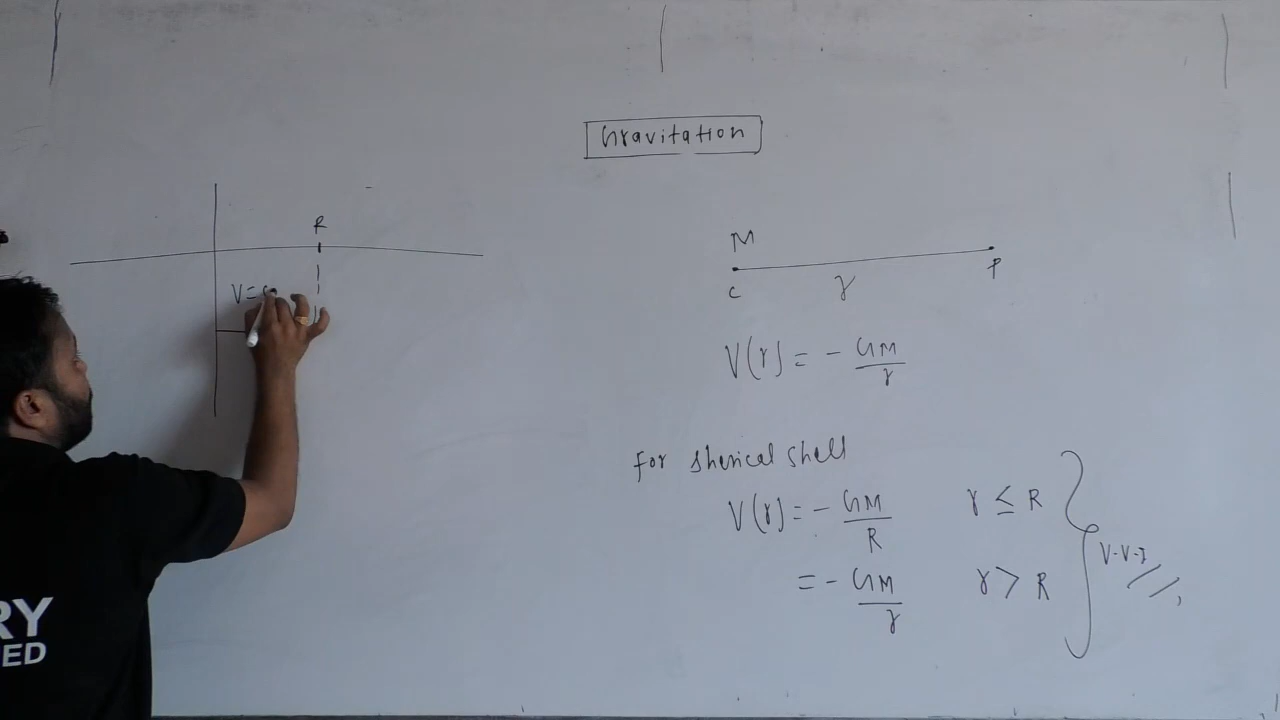 Gravitation
R
V=
M
C
r
P
V(r) = - GM/r
For Sherical Shell
V(r) = - GM/R r ≤ R
= - GM/r r > R
V-V-I
RY
ED